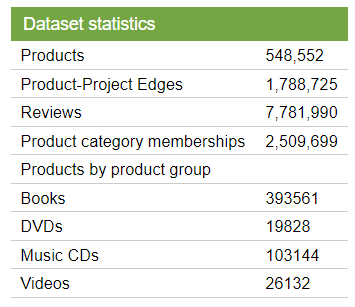 Dataset statistics
Products 548,552
Product-Project Edges 1,788,725
Reviews 7,781,990
Product category memberships 2,509,699
Products by product group
Books 393561
DVDs 19828
Music CDs 103144
Videos 26132